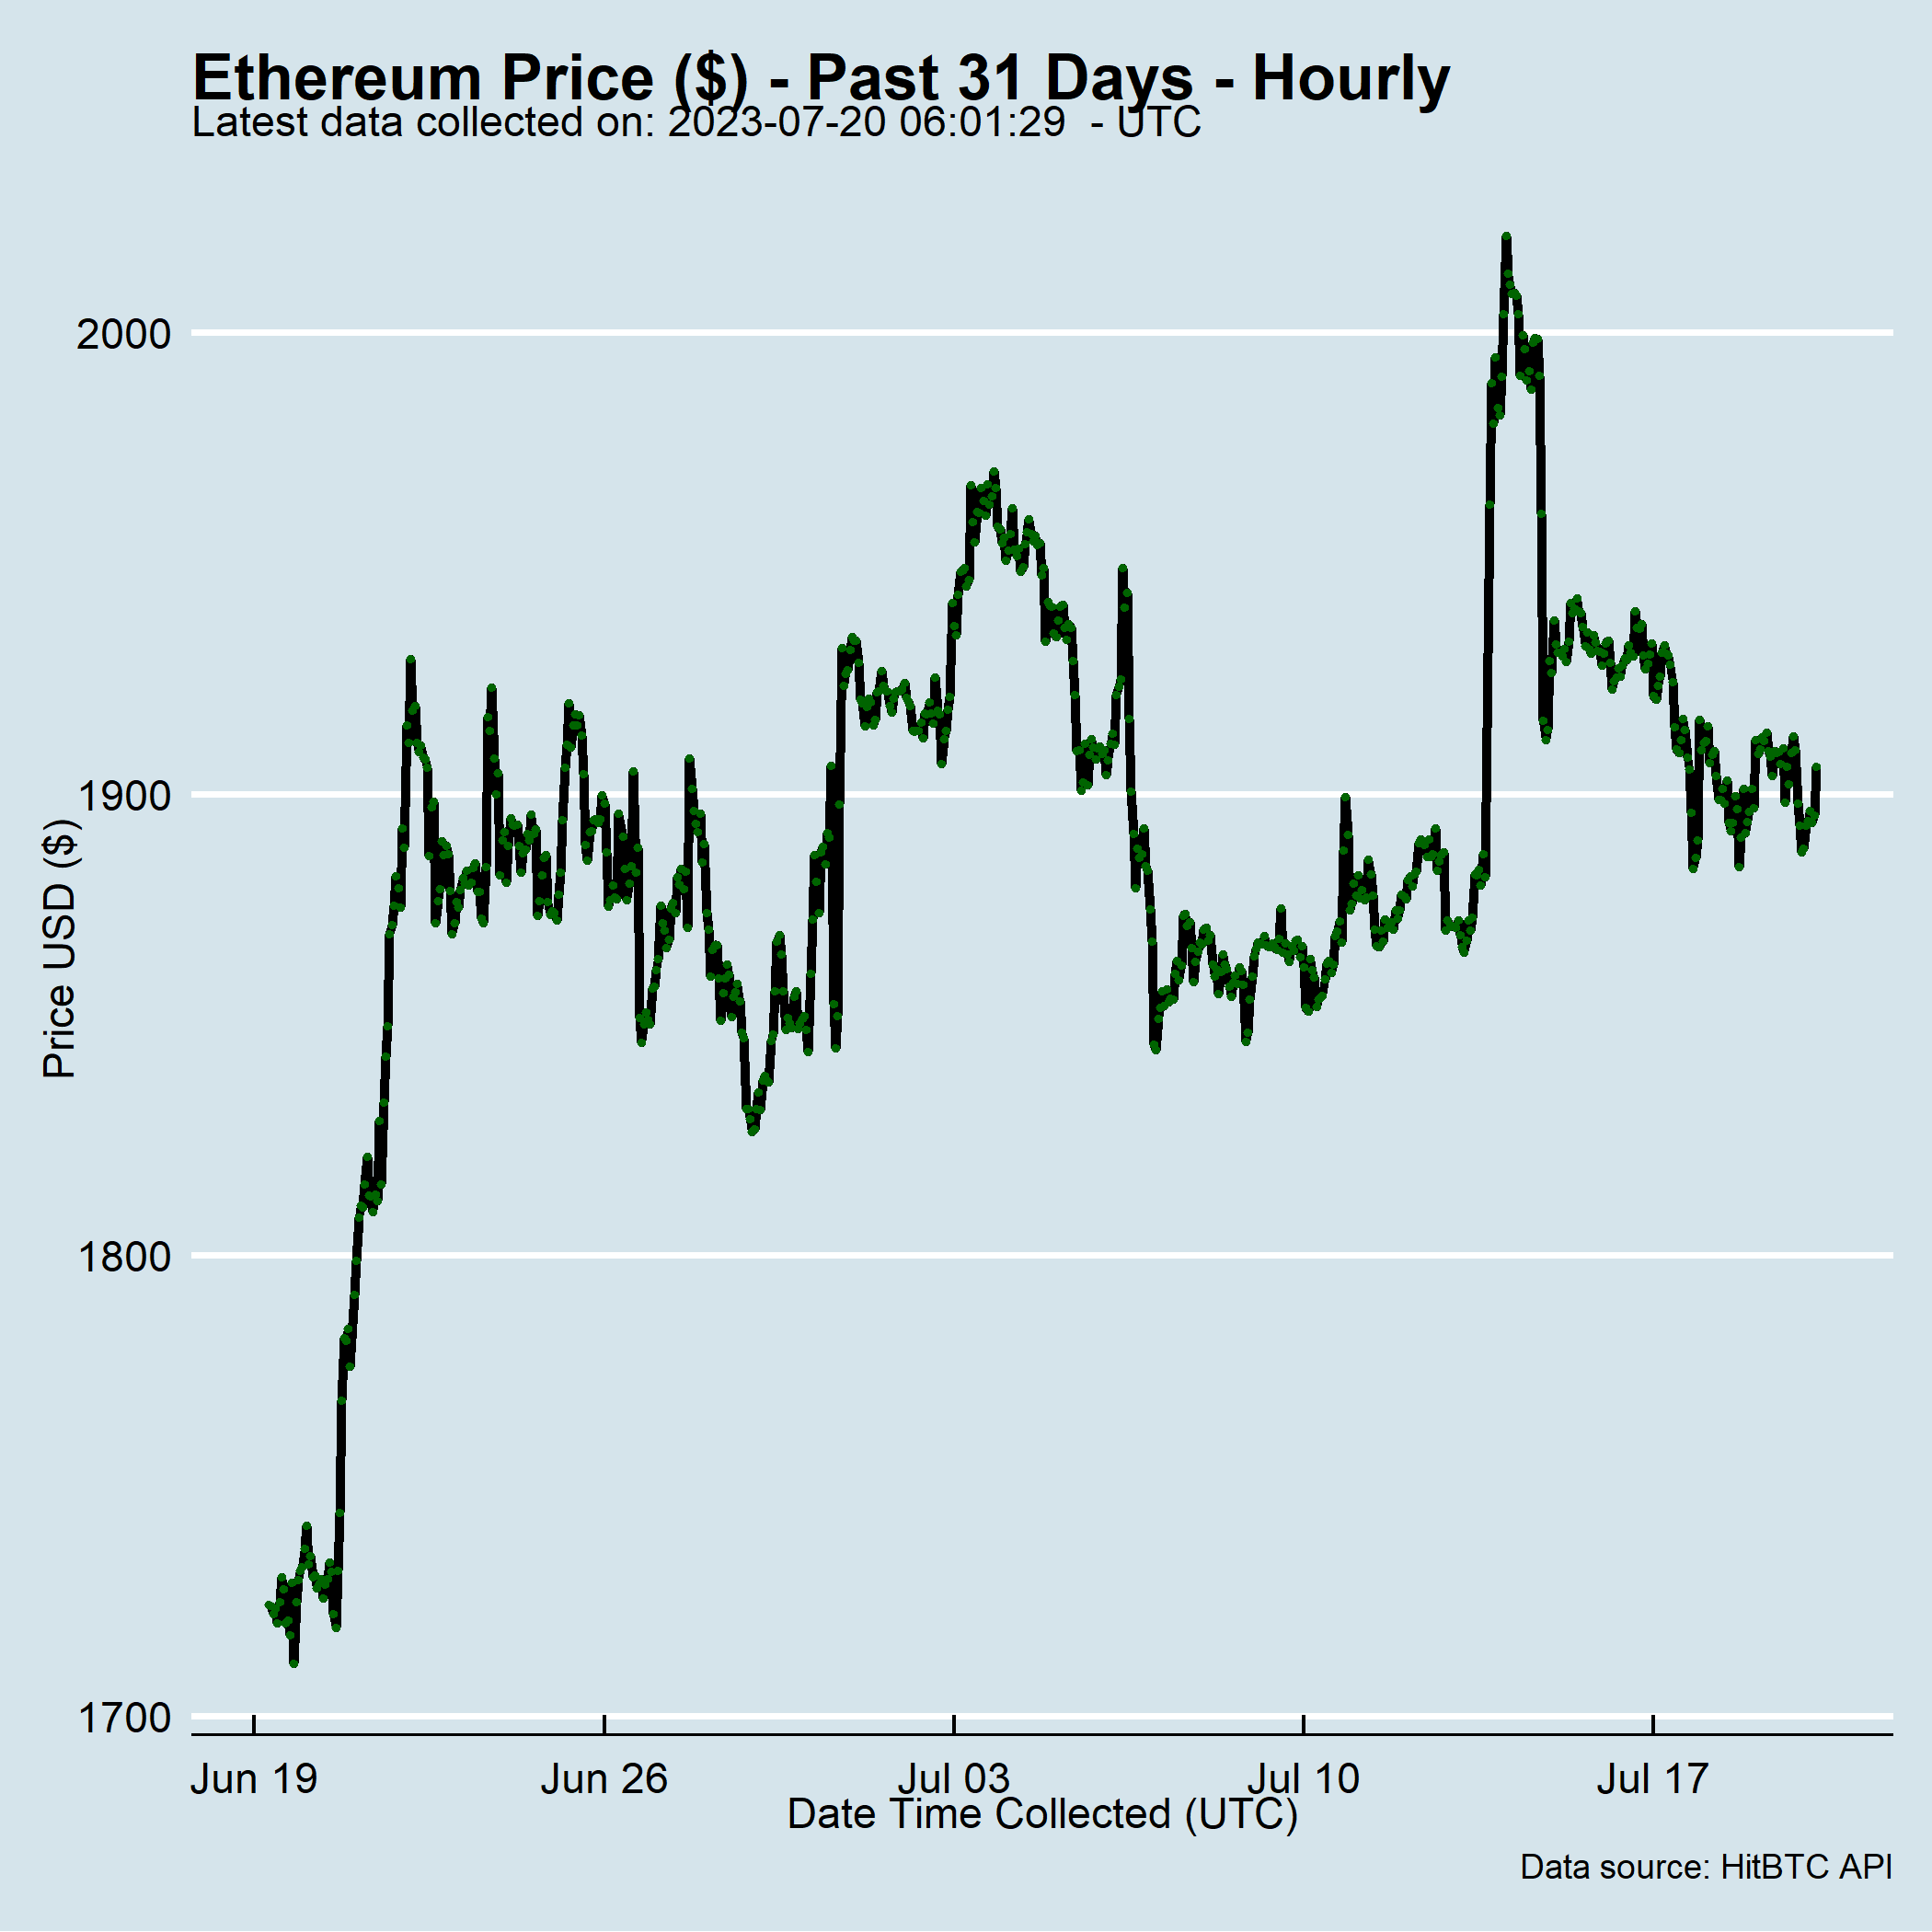 Ethereum Price ($) - Past 31 Days - Hourly
Latest data collected on: 2023-07-20 06:01:29  - UTC
2000
1900
1800
1700
Price USD ($)
Jun 19 Jun 26 Jul 03 Jul 10 Jul 17
Date Time Collected (UTC)
Data source: HitBTC API